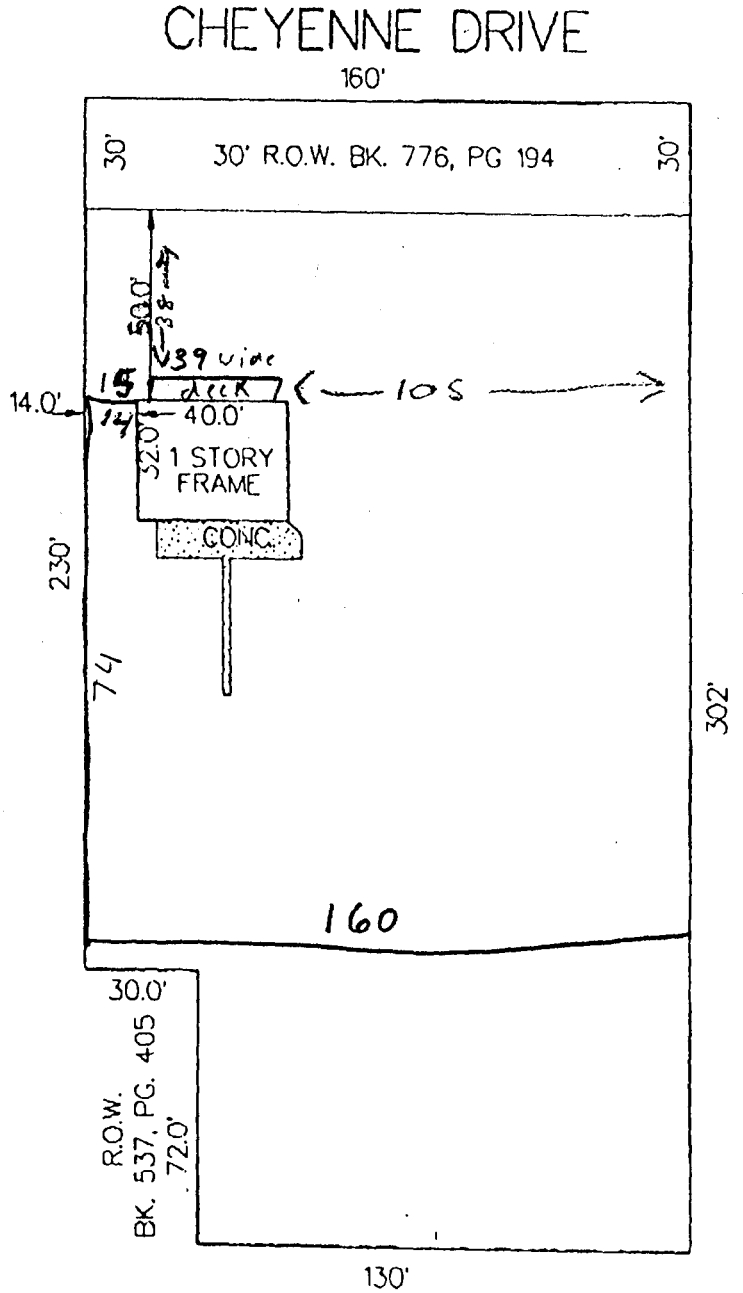 CHEYENNE DRIVE
160'
30'
30' R.O.W. BK. 776, PG 194
30'
50.0'
38
39 wide
15
deck
105
14.0'
14
40.0'
32.0'
1 STORY
FRAME
CONC.
230'
74
302'
160
30.0'
R.O.W.
BK. 537, PG. 405
72.0'
130'